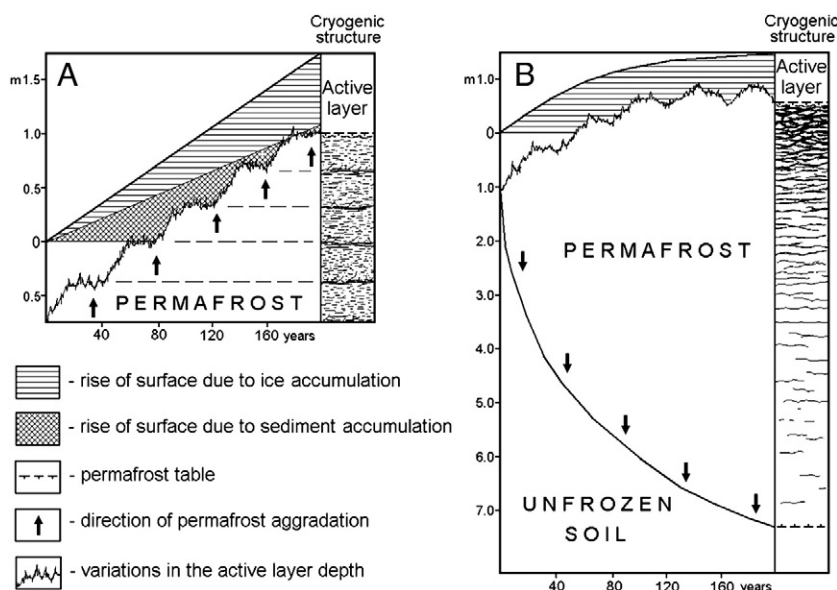 Cryogenic
structure
A
Active
layer
m1.5
1.0
0.5
0
0.5
PERMAFROST
40 80 120 160 years
Cryogenic
structure
B
Active
layer
m1.0
0
1.0
2.0
3.0
4.0
5.0
6.0
7.0
PERMAFROST
UNFROZEN
SOIL
40 80 120 160 years
- rise of surface due to ice accumulation
- rise of surface due to sediment accumulation
- permafrost table
- direction of permafrost aggradation
- variations in the active layer depth